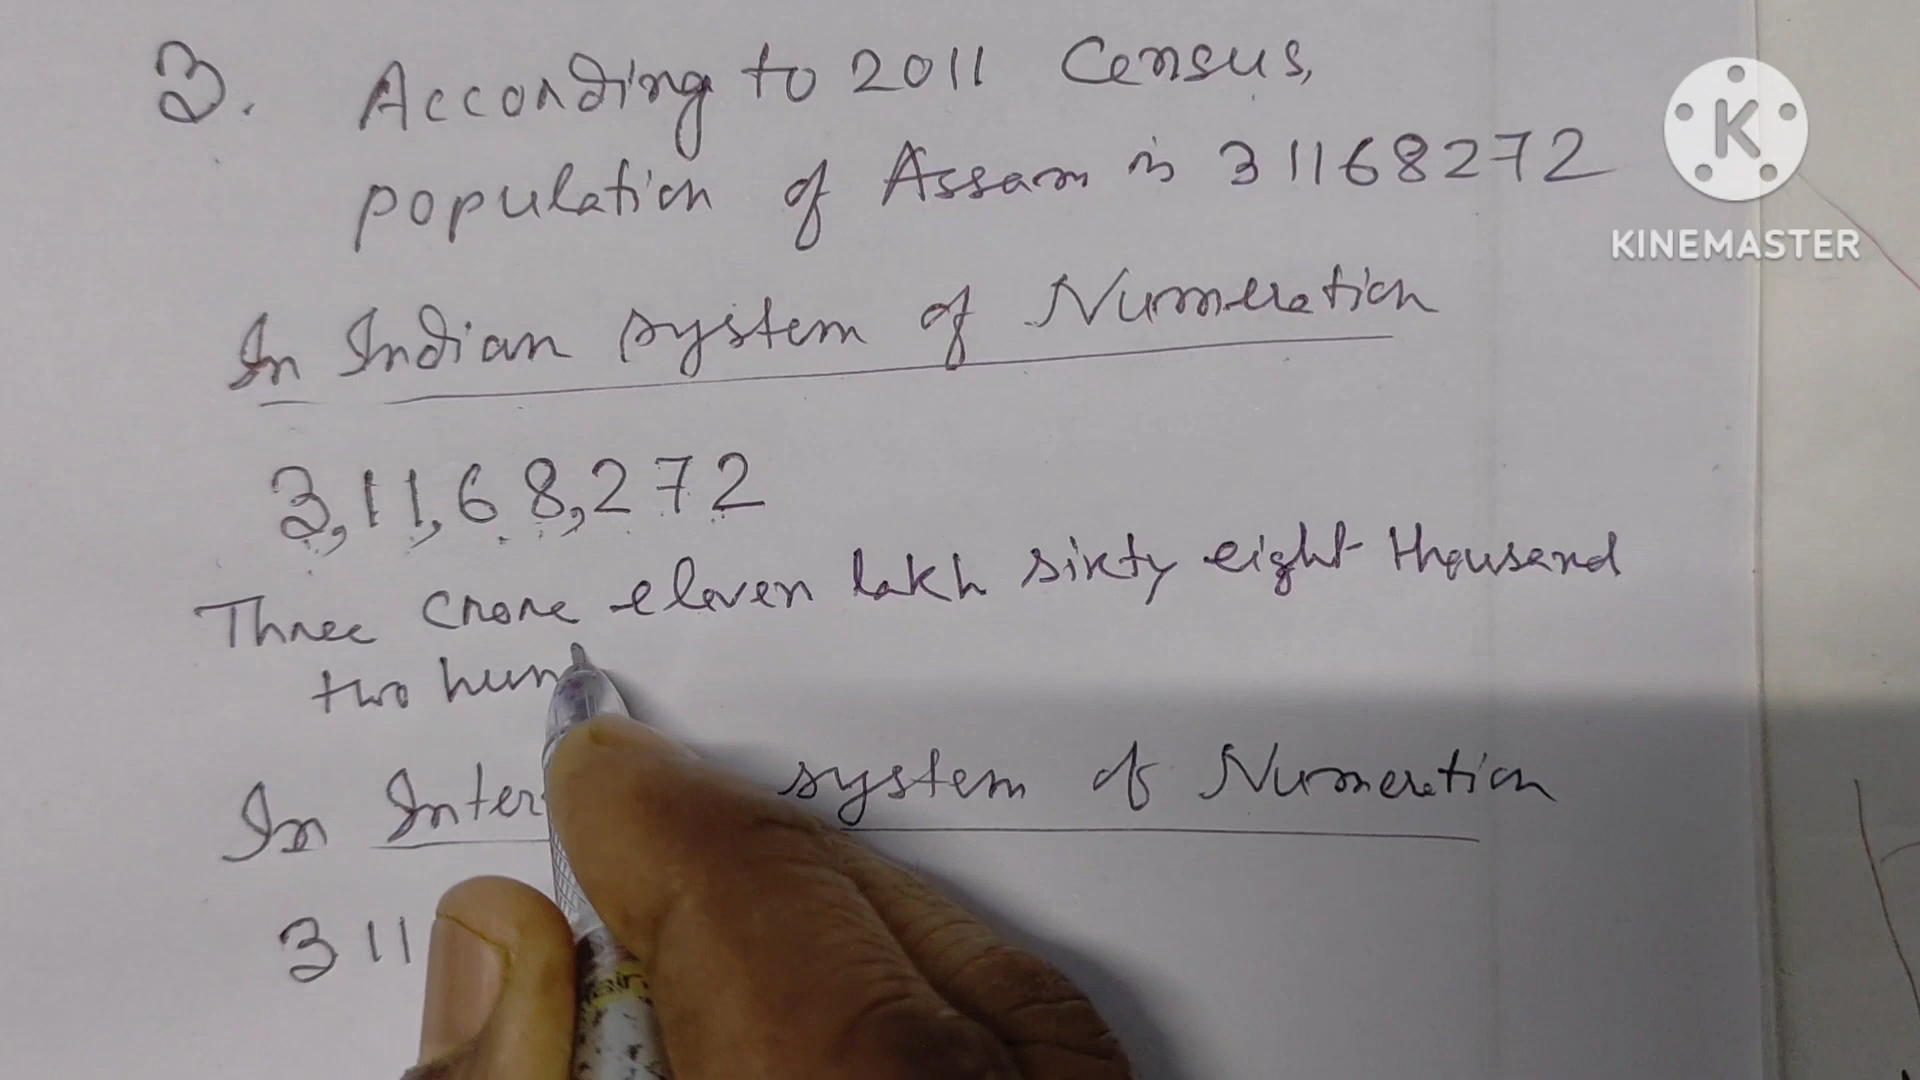 3. According to 2011 Census,
population of Assam is 31168272
K
KINEMASTER
In Indian system of Numeration
3,11,68,272
Three crore eleven lakh sixty eight thousand
two hun
In Inter system of Numeration
311